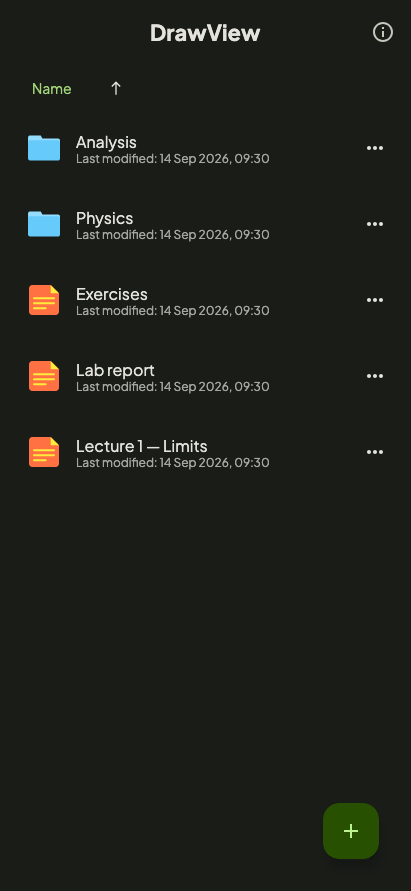 DrawView
Name
Analysis
Last modified: 14 Sep 2026, 09:30
Physics
Last modified: 14 Sep 2026, 09:30
Exercises
Last modified: 14 Sep 2026, 09:30
Lab report
Last modified: 14 Sep 2026, 09:30
Lecture 1 — Limits
Last modified: 14 Sep 2026, 09:30